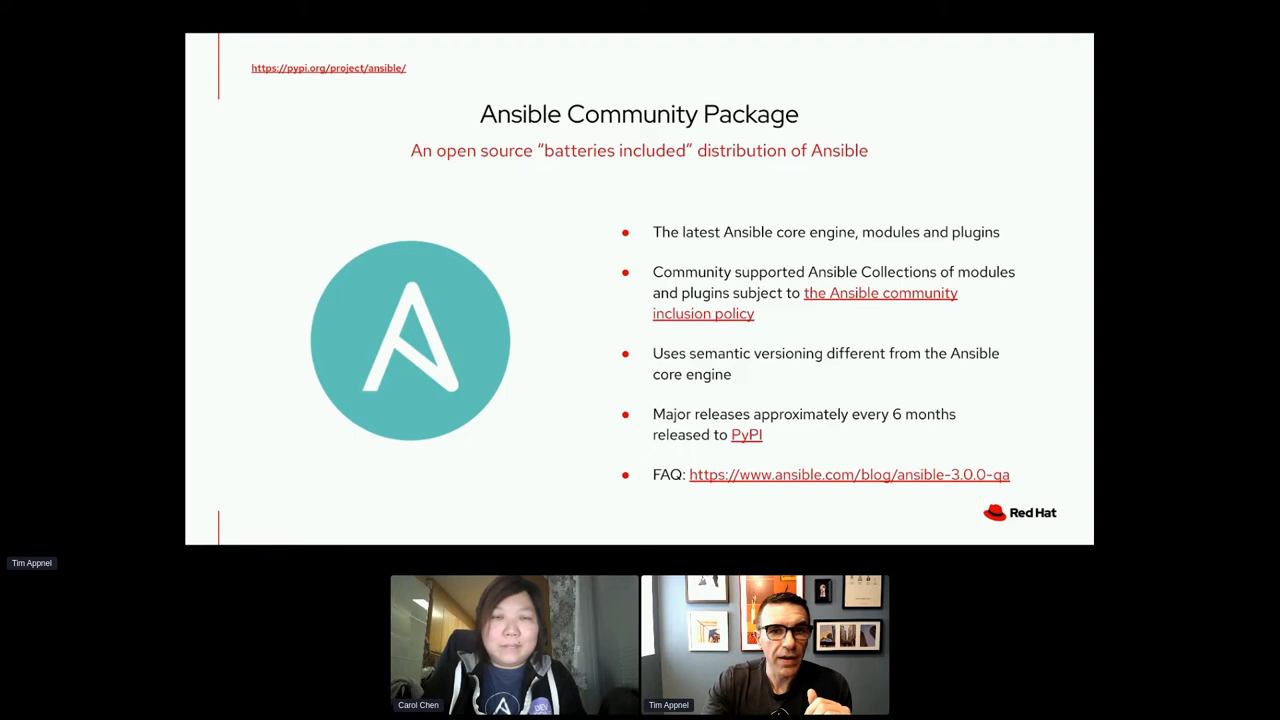 https://pypi.org/project/ansible/
Ansible Community Package
An open source “batteries included” distribution of Ansible
● The latest Ansible core engine, modules and plugins
● Community supported Ansible Collections of modules
and plugins subject to the Ansible community
inclusion policy
● Uses semantic versioning different from the Ansible
core engine
● Major releases approximately every 6 months
released to PyPI
● FAQ: https://www.ansible.com/blog/ansible-3.0.0-qa
Red Hat
Tim Appnel
Carol Chen
Tim Appnel